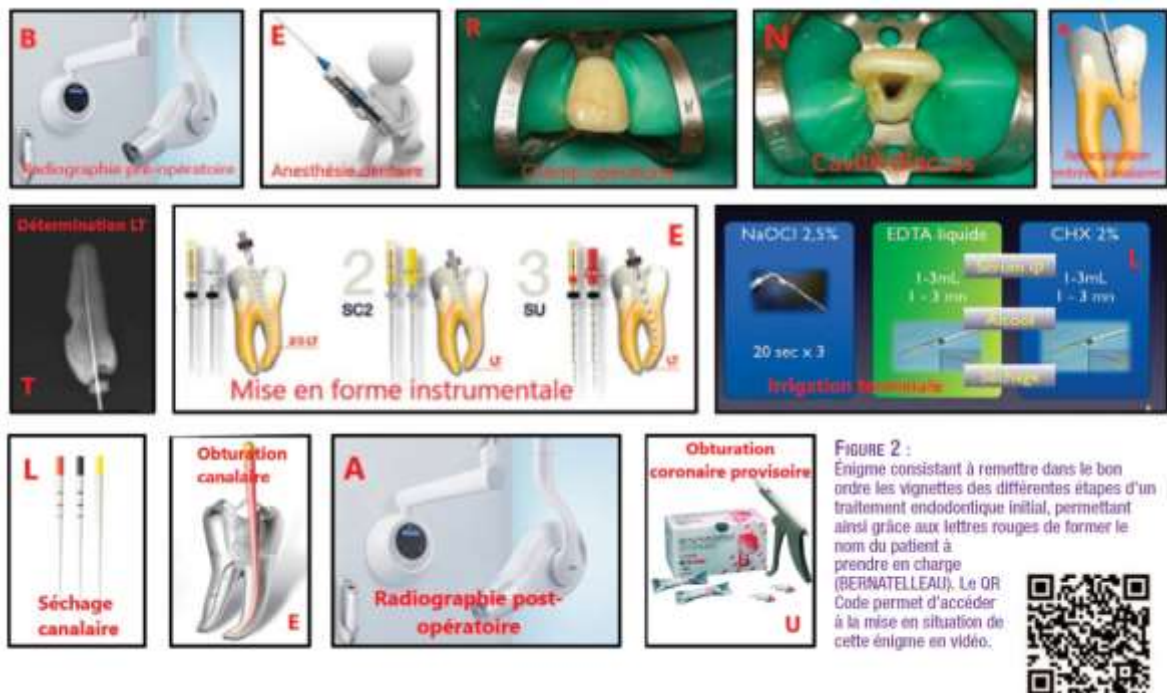 B
Radiographie pré-opératoire
E
Anesthésie dentaire
R
N
T
Détermination LT
E
2
SC2
3
SU
LT
LT
Mise en forme instrumentale
NaOCl 2,5%
20 sec x 3
EDTA liquide
1-3mL
1 - 3 mn
CHX 2%
1-3mL
1 - 3 mn
Alcool
L
Irrigation terminale
L
Séchage
canalaire
Obturation
canalaire
E
A
Radiographie post-
opératoire
Obturation
coronaire provisoire
U
FIGURE 2 :
Énigme consistant à remettre dans le bon
ordre les vignettes des différentes étapes d'un
traitement endodontique initial, permettant
ainsi grâce aux lettres rouges de former le
nom du patient à
prendre en charge
(BERNATELLEAU). Le QR
Code permet d'accéder
à la mise en situation de
cette énigme en vidéo.